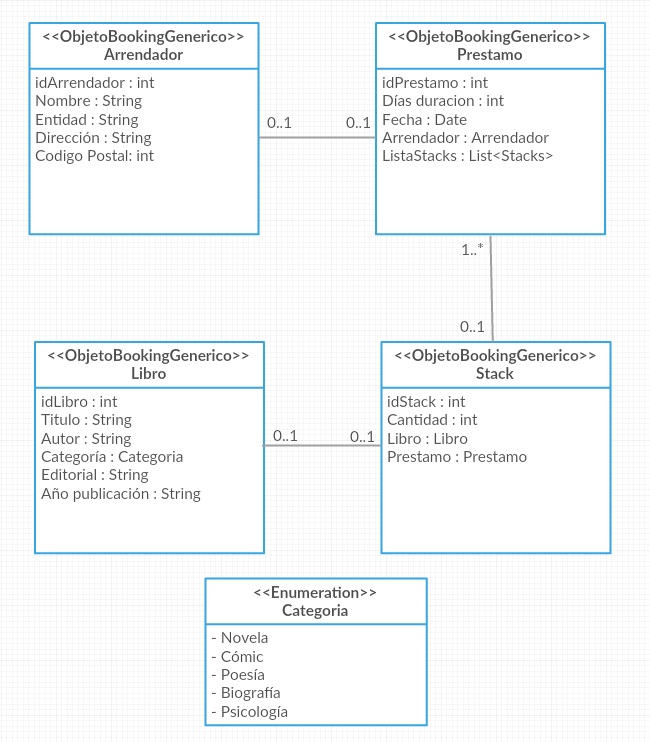 <<ObjetoBookingGenerico>>
Arrendador
idArrendador : int
Nombre : String
Entidad : String
Dirección : String
Codigo Postal: int
0..1
0..1
<<ObjetoBookingGenerico>>
Prestamo
idPrestamo : int
Días duracion : int
Fecha : Date
Arrendador : Arrendador
ListaStacks : List<Stacks>
1..*
0..1
<<ObjetoBookingGenerico>>
Libro
idLibro : int
Titulo : String
Autor : String
Categoría : Categoria
Editorial : String
Año publicación : String
0..1
0..1
<<ObjetoBookingGenerico>>
Stack
idStack : int
Cantidad : int
Libro : Libro
Prestamo : Prestamo
<<Enumeration>>
Categoria
- Novela
- Cómic
- Poesía
- Biografía
- Psicología